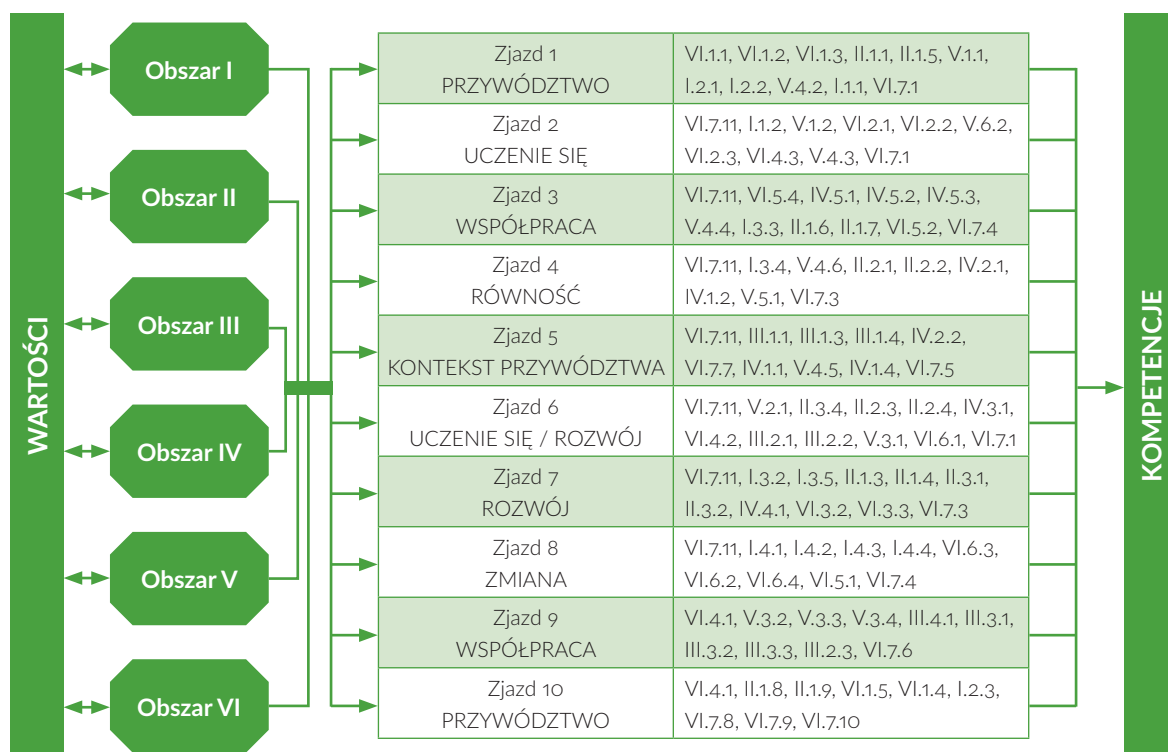 WARTOŚCI
Obszar I
Obszar II
Obszar III
Obszar IV
Obszar V
Obszar VI
Zjazd 1
PRZYWÓDZTWO
VI.1.1, VI.1.2, VI.1.3, II.1.1, II.1.5, V.1.1,
I.2.1, I.2.2, V.4.2, I.1.1, VI.7.1
Zjazd 2
UCZENIE SIĘ
VI.7.11, I.1.2, V.1.2, VI.2.1, VI.2.2, V.6.2,
VI.2.3, VI.4.3, V.4.3, VI.7.1
Zjazd 3
WSPÓŁPRACA
VI.7.11, VI.5.4, IV.5.1, IV.5.2, IV.5.3,
V.4.4, I.3.3, II.1.6, II.1.7, VI.5.2, VI.7.4
Zjazd 4
RÓWNOŚĆ
VI.7.11, I.3.4, V.4.6, II.2.1, II.2.2, IV.2.1,
IV.1.2, V.5.1, VI.7.3
Zjazd 5
KONTEKST PRZYWÓDZTWA
VI.7.11, III.1.1, III.1.3, III.1.4, IV.2.2,
VI.7.7, IV.1.1, V.4.5, IV.1.4, VI.7.5
Zjazd 6
UCZENIE SIĘ / ROZWÓJ
VI.7.11, V.2.1, II.3.4, II.2.3, II.2.4, IV.3.1,
VI.4.2, III.2.1, III.2.2, V.3.1, VI.6.1, VI.7.1
Zjazd 7
ROZWÓJ
VI.7.11, I.3.2, I.3.5, II.1.3, II.1.4, II.3.1,
II.3.2, IV.4.1, VI.3.2, VI.3.3, VI.7.3
Zjazd 8
ZMIANA
VI.7.11, I.4.1, I.4.2, I.4.3, I.4.4, VI.6.3,
VI.6.2, VI.6.4, VI.5.1, VI.7.4
Zjazd 9
WSPÓŁPRACA
VI.4.1, V.3.2, V.3.3, V.3.4, III.4.1, III.3.1,
III.3.2, III.3.3, III.2.3, VI.7.6
Zjazd 10
PRZYWÓDZTWO
VI.4.1, II.1.8, II.1.9, VI.1.5, VI.1.4, I.2.3,
VI.7.8, VI.7.9, VI.7.10
KOMPETENCJE